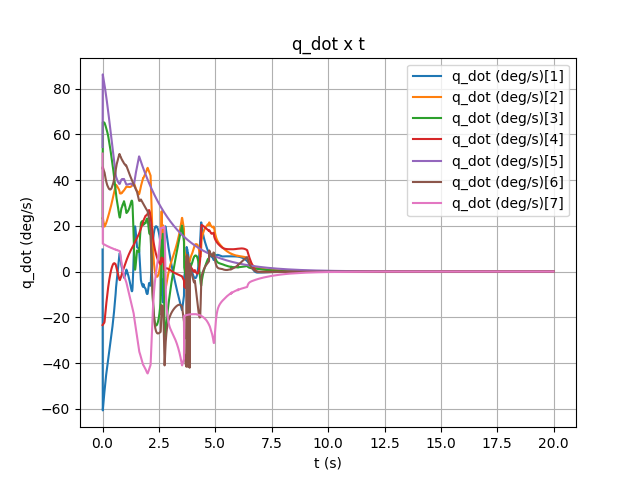 q_dot x t
q_dot (deg/s)
80
60
40
20
0
−20
−40
−60
q_dot (deg/s)[1]
q_dot (deg/s)[2]
q_dot (deg/s)[3]
q_dot (deg/s)[4]
q_dot (deg/s)[5]
q_dot (deg/s)[6]
q_dot (deg/s)[7]
0.0 2.5 5.0 7.5 10.0 12.5 15.0 17.5 20.0
t (s)